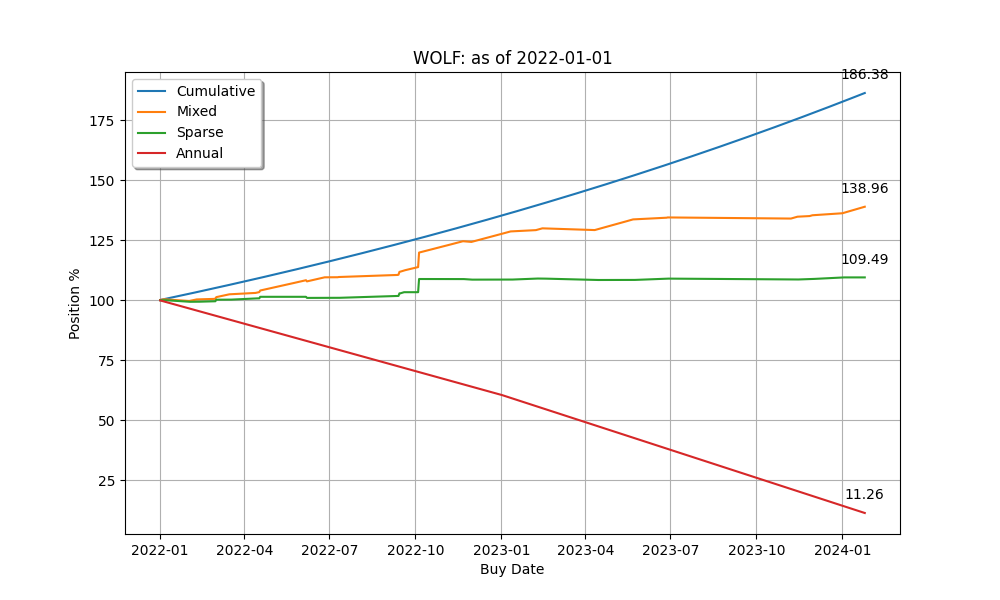 WOLF: as of 2022-01-01
Cumulative
Mixed
Sparse
Annual
186.38
138.96
109.49
11.26
175
150
125
100
75
50
25
Position %
2022-01
2022-04
2022-07
2022-10
2023-01
2023-04
2023-07
2023-10
2024-01
Buy Date